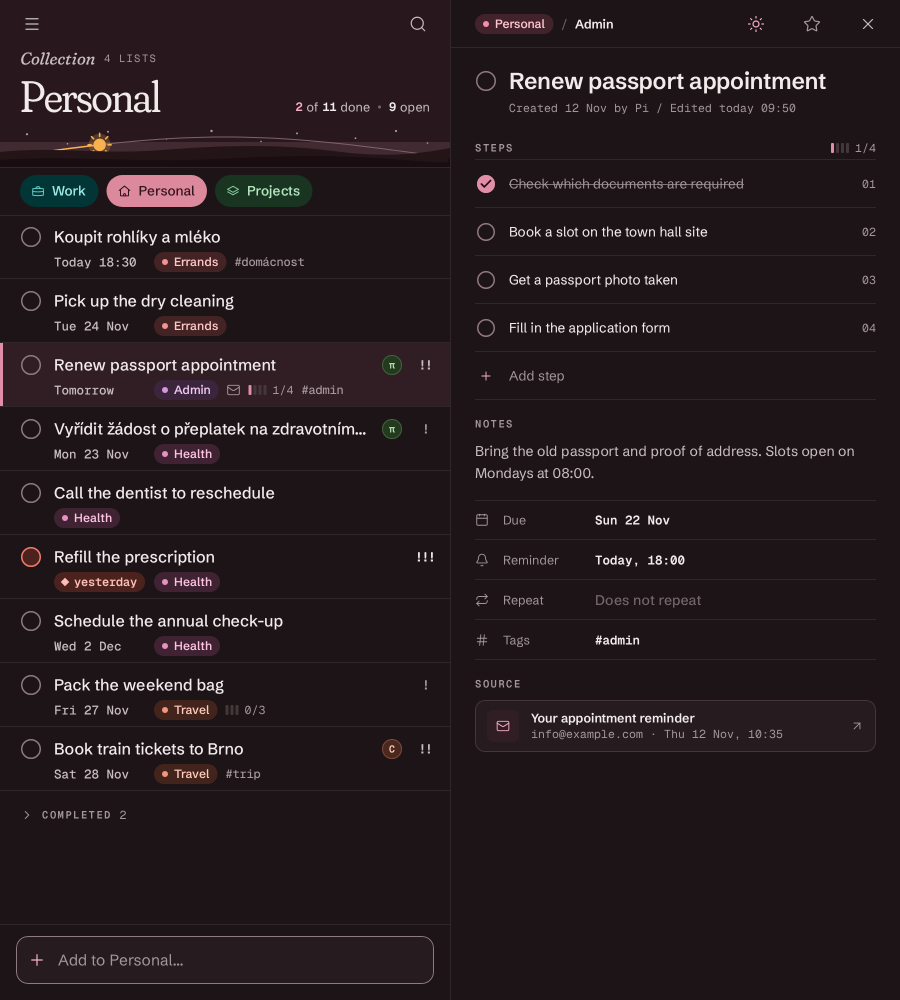 Collection 4 LISTS
Personal
2 of 11 done • 9 open
Work Personal Projects
Koupit rohlíky a mléko
Today 18:30 Errands #domácnost
Pick up the dry cleaning
Tue 24 Nov Errands
Renew passport appointment π !!
Tomorrow Admin 1/4 #admin
Vyřídit žádost o přeplatek na zdravotním… π !
Mon 23 Nov Health
Call the dentist to reschedule
Health
Refill the prescription !!!
yesterday Health
Schedule the annual check-up
Wed 2 Dec Health
Pack the weekend bag !
Fri 27 Nov Travel 0/3
Book train tickets to Brno C !!
Sat 28 Nov Travel #trip
COMPLETED 2
Add to Personal…
Personal / Admin
Renew passport appointment
Created 12 Nov by Pi / Edited today 09:50
STEPS 1/4
Check which documents are required 01
Book a slot on the town hall site 02
Get a passport photo taken 03
Fill in the application form 04
Add step
NOTES
Bring the old passport and proof of address. Slots open on
Mondays at 08:00.
Due Sun 22 Nov
Reminder Today, 18:00
Repeat Does not repeat
Tags #admin
SOURCE
Your appointment reminder
info@example.com · Thu 12 Nov, 10:35